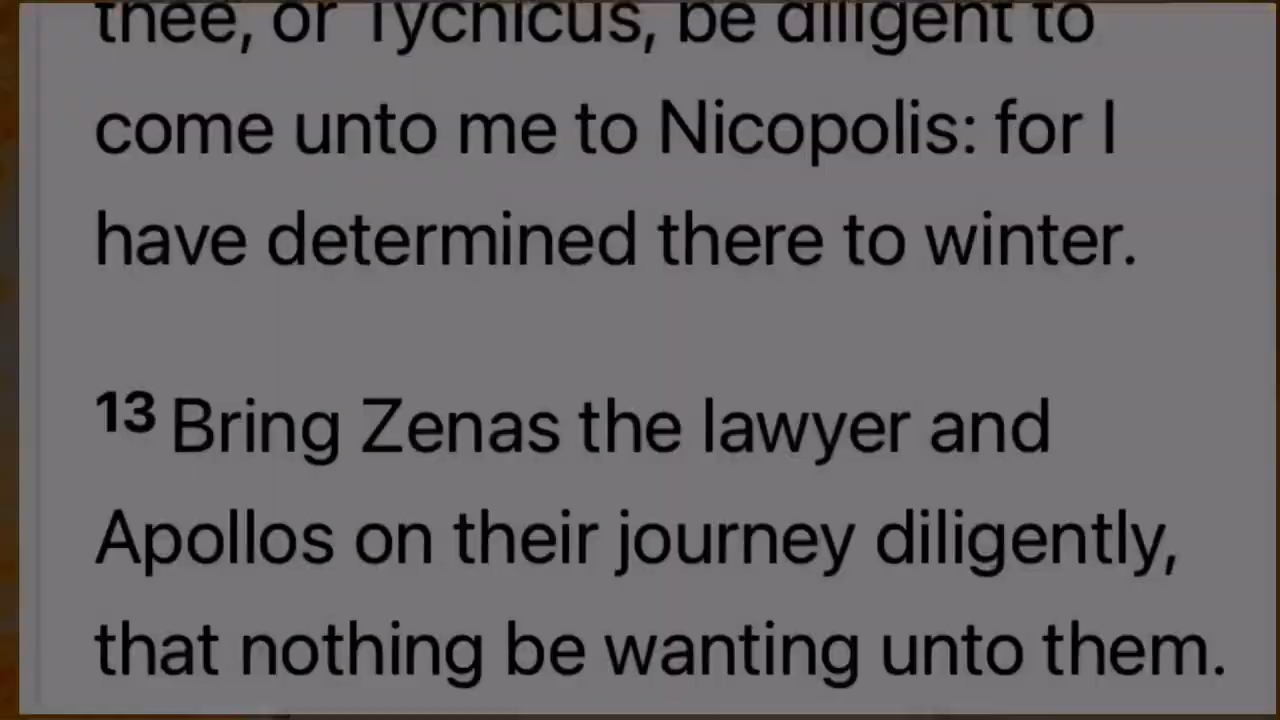 thee, or Tychicus, be diligent to
come unto me to Nicopolis: for I
have determined there to winter.
13 Bring Zenas the lawyer and
Apollos on their journey diligently,
that nothing be wanting unto them.